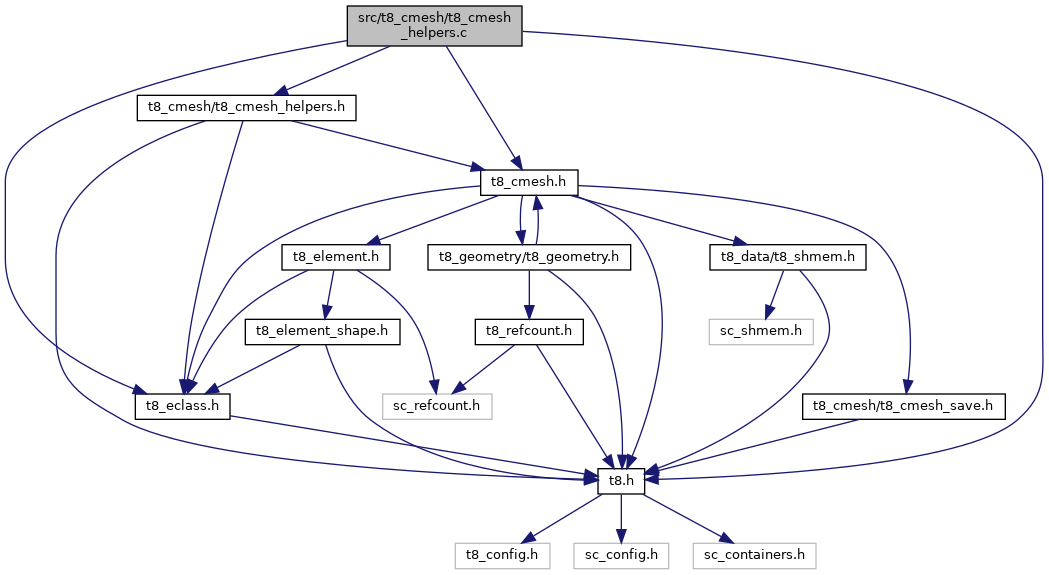 src/t8_cmesh/t8_cmesh
_helpers.c
t8_cmesh/t8_cmesh_helpers.h
t8_cmesh.h
t8_element.h
t8_geometry/t8_geometry.h
t8_data/t8_shmem.h
t8_element_shape.h
t8_refcount.h
sc_shmem.h
t8_eclass.h
sc_refcount.h
t8_cmesh/t8_cmesh_save.h
t8.h
t8_config.h
sc_config.h
sc_containers.h